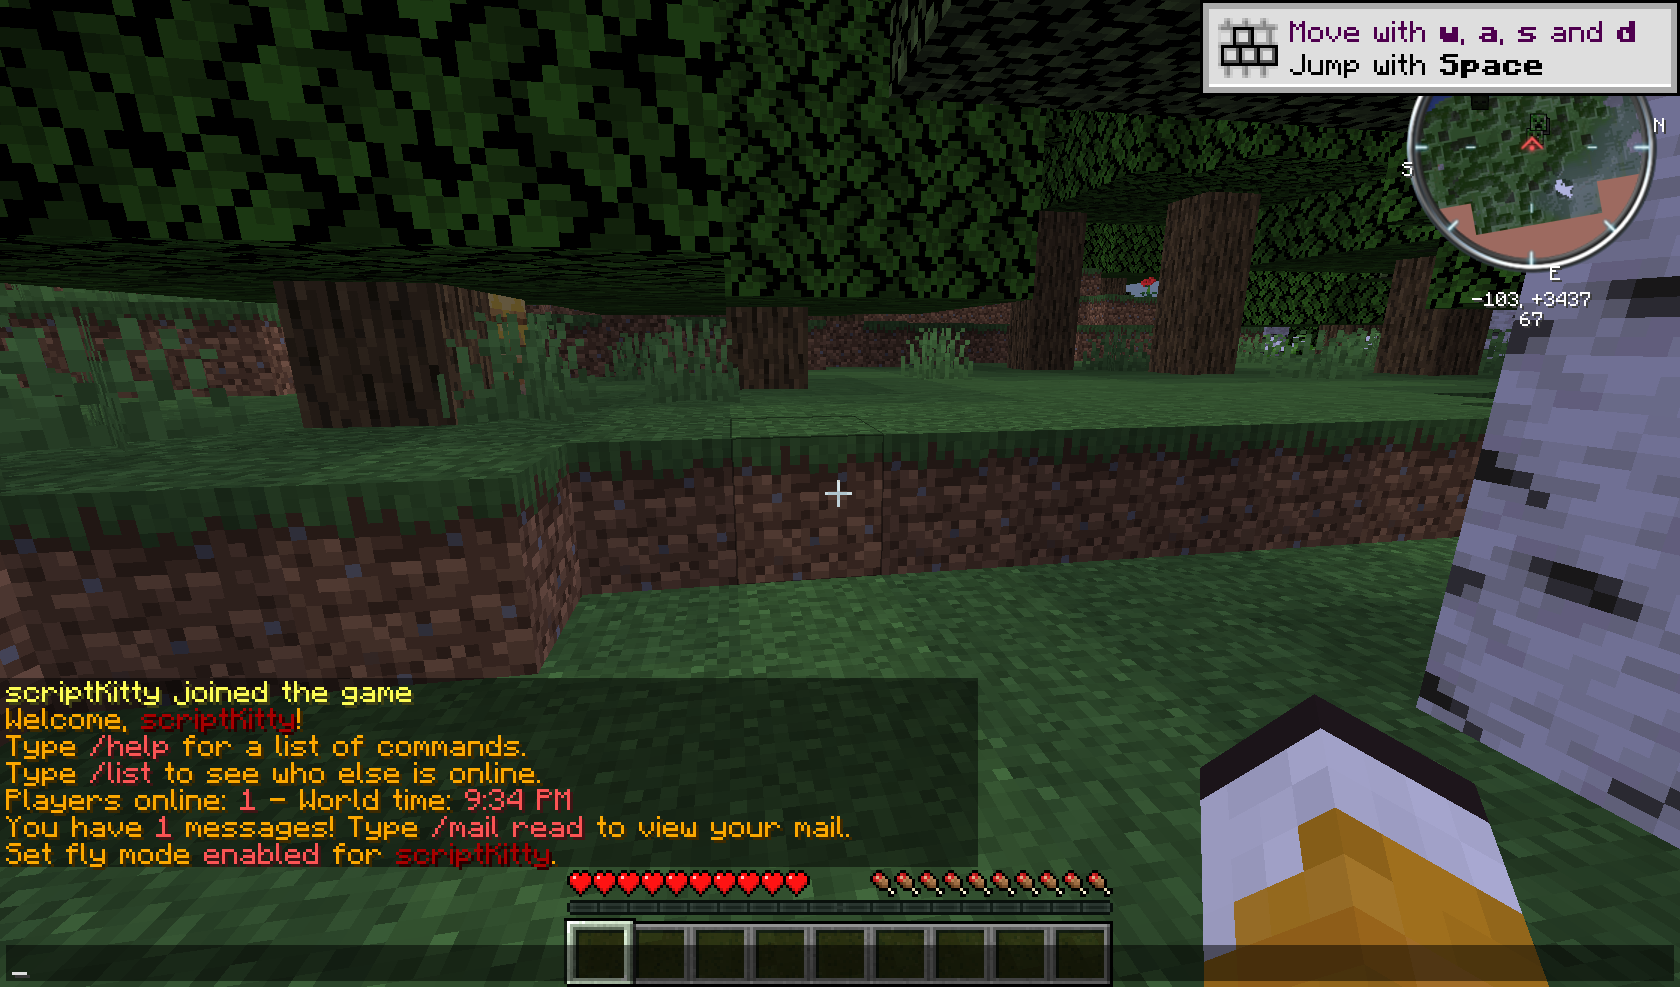 Move with w, a, s and d
Jump with Space
N
S
E
-103, +3437
67
scriptKitty joined the game
Welcome, scriptKitty!
Type /help for a list of commands.
Type /list to see who else is online.
Players online: 1 - World time: 9:34 PM
You have 1 messages! Type /mail read to view your mail.
Set fly mode enabled for scriptKitty.
_